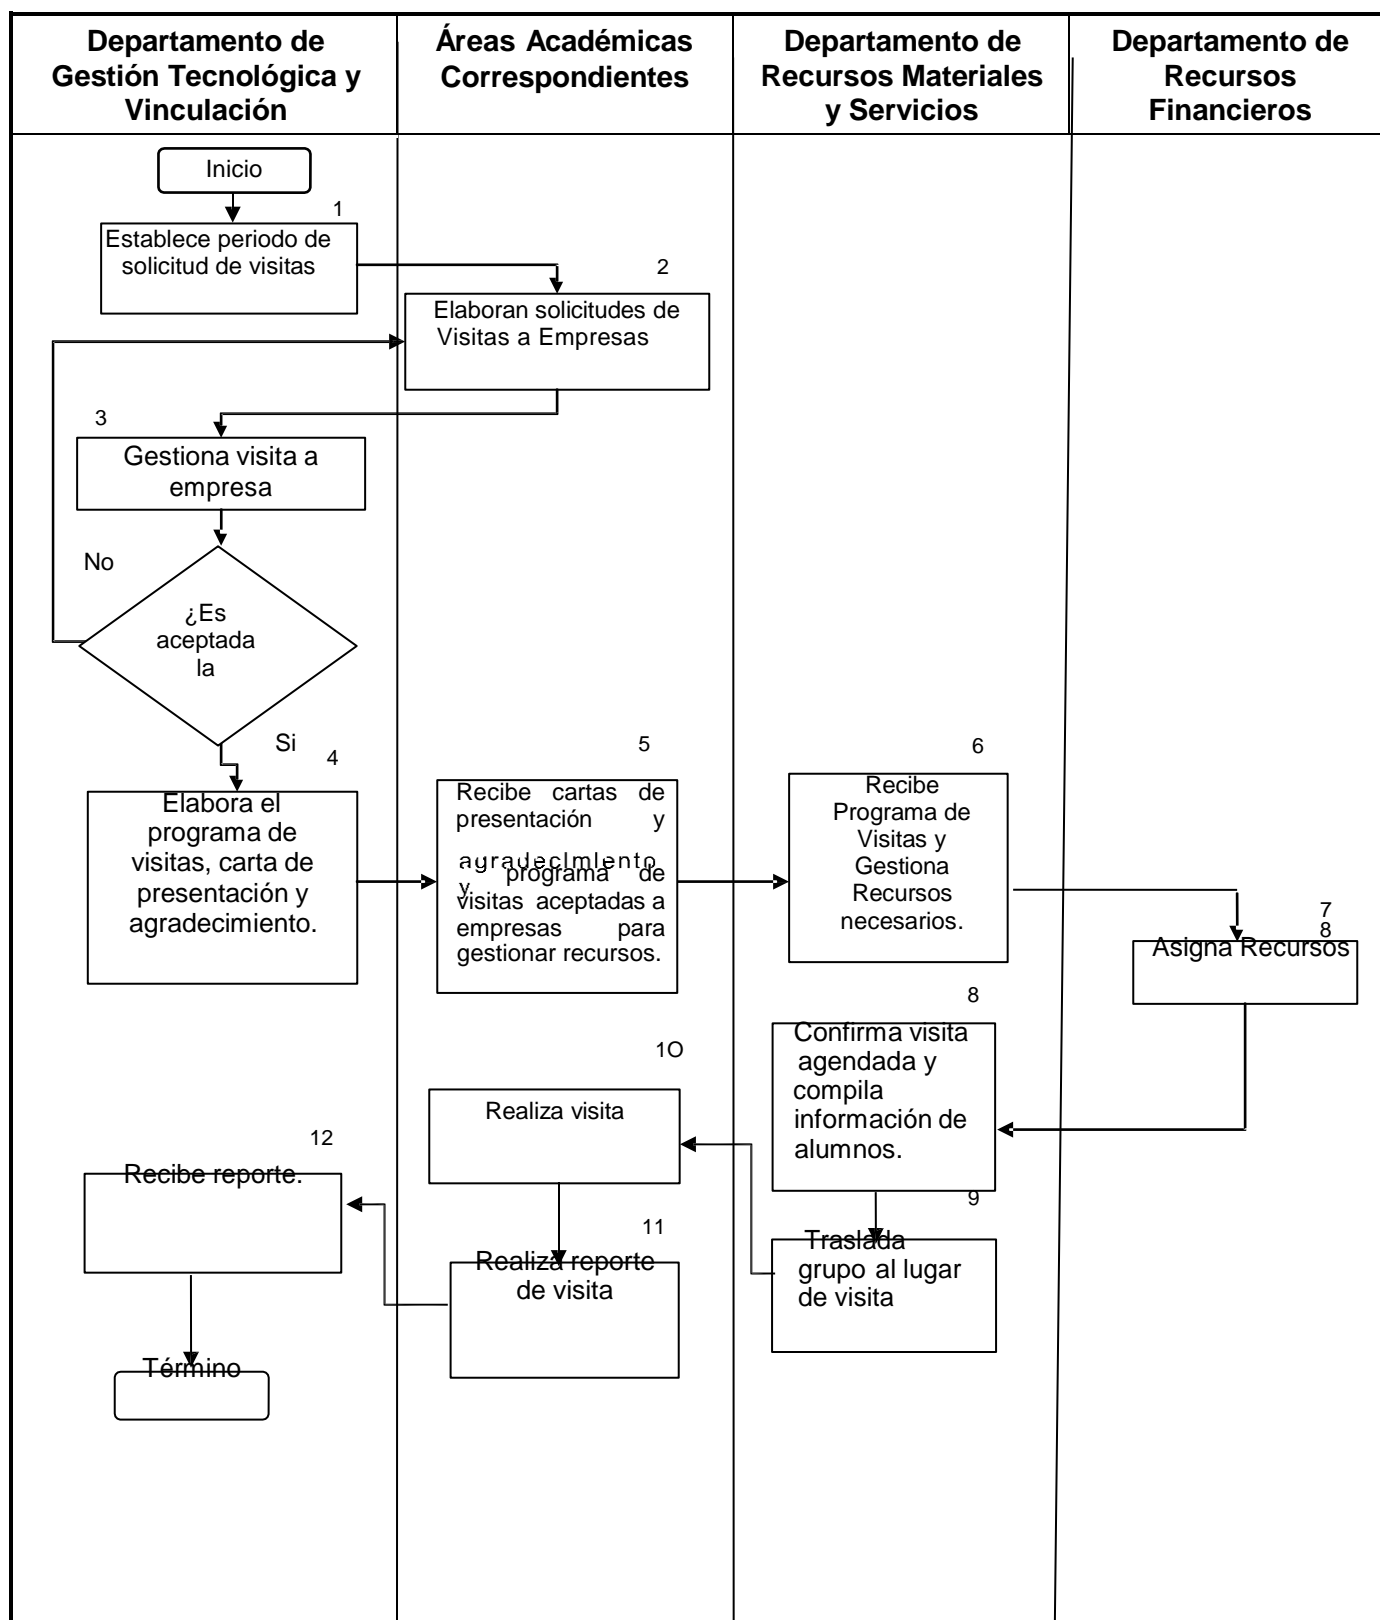 Departamento de
Gestión Tecnológica y
Vinculación
Áreas Académicas
Correspondientes
Departamento de
Recursos Materiales
y Servicios
Departamento de
Recursos
Financieros
Inicio
1
Establece periodo de
solicitud de visitas
2
Elaboran solicitudes de
Visitas a Empresas
3
Gestiona visita a
empresa
No
¿Es
aceptada
la
Si
4
Elabora el
programa de
visitas, carta de
presentación y
agradecimiento.
5
Recibe cartas de
presentación y
agradecimiento
y programa de
visitas aceptadas a
empresas para
gestionar recursos.
6
Recibe
Programa de
Visitas y
Gestiona
Recursos
necesarios.
7
8
Asigna Recursos
8
Confirma visita
agendada y
compila
información de
alumnos.
9
Traslada
grupo al lugar
de visita
1O
Realiza visita
11
Realiza reporte
de visita
12
Recibe reporte.
Término